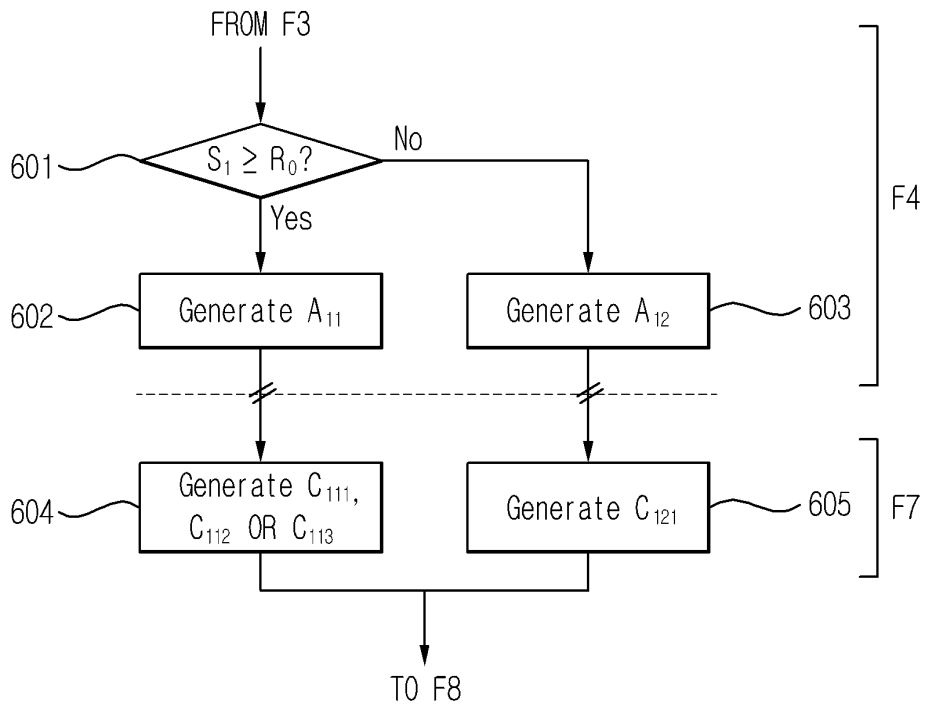 FROM F3
601
S₁ ≥ R₀?
No
Yes
F4
602
Generate A₁₁
Generate A₁₂
603
604
Generate C₁₁₁,
C₁₁₂ OR C₁₁₃
Generate C₁₂₁
605
F7
TO F8